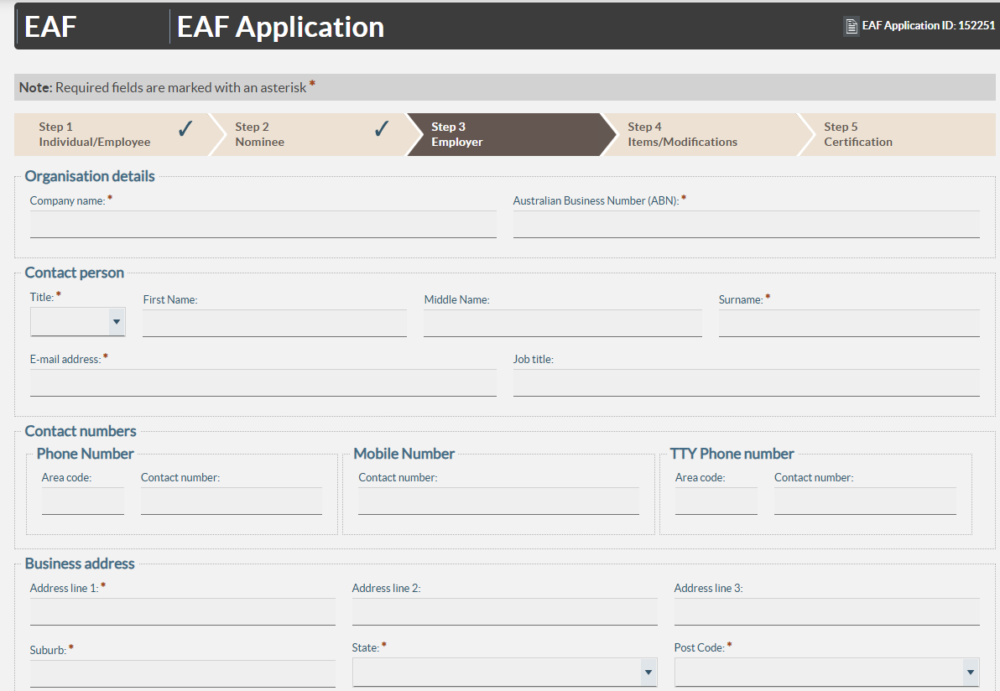 EAF
EAF Application
EAF Application ID: 152251
Note: Required fields are marked with an asterisk *
Step 1
Individual/Employee
Step 2
Nominee
Step 3
Employer
Step 4
Items/Modifications
Step 5
Certification
Organisation details
Company name: *
Australian Business Number (ABN): *
Contact person
Title: *
First Name:
Middle Name:
Surname: *
E-mail address: *
Job title:
Contact numbers
Phone Number
Area code:
Contact number:
Mobile Number
Contact number:
TTY Phone number
Area code:
Contact number:
Business address
Address line 1: *
Address line 2:
Address line 3:
Suburb: *
State: *
Post Code: *